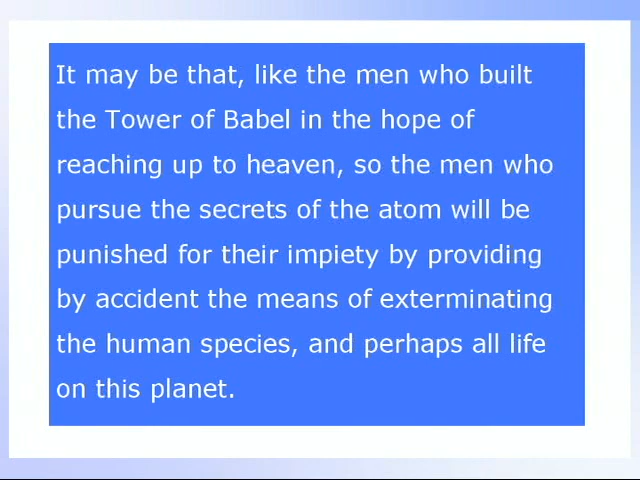 It may be that, like the men who built
the Tower of Babel in the hope of
reaching up to heaven, so the men who
pursue the secrets of the atom will be
punished for their impiety by providing
by accident the means of exterminating
the human species, and perhaps all life
on this planet.